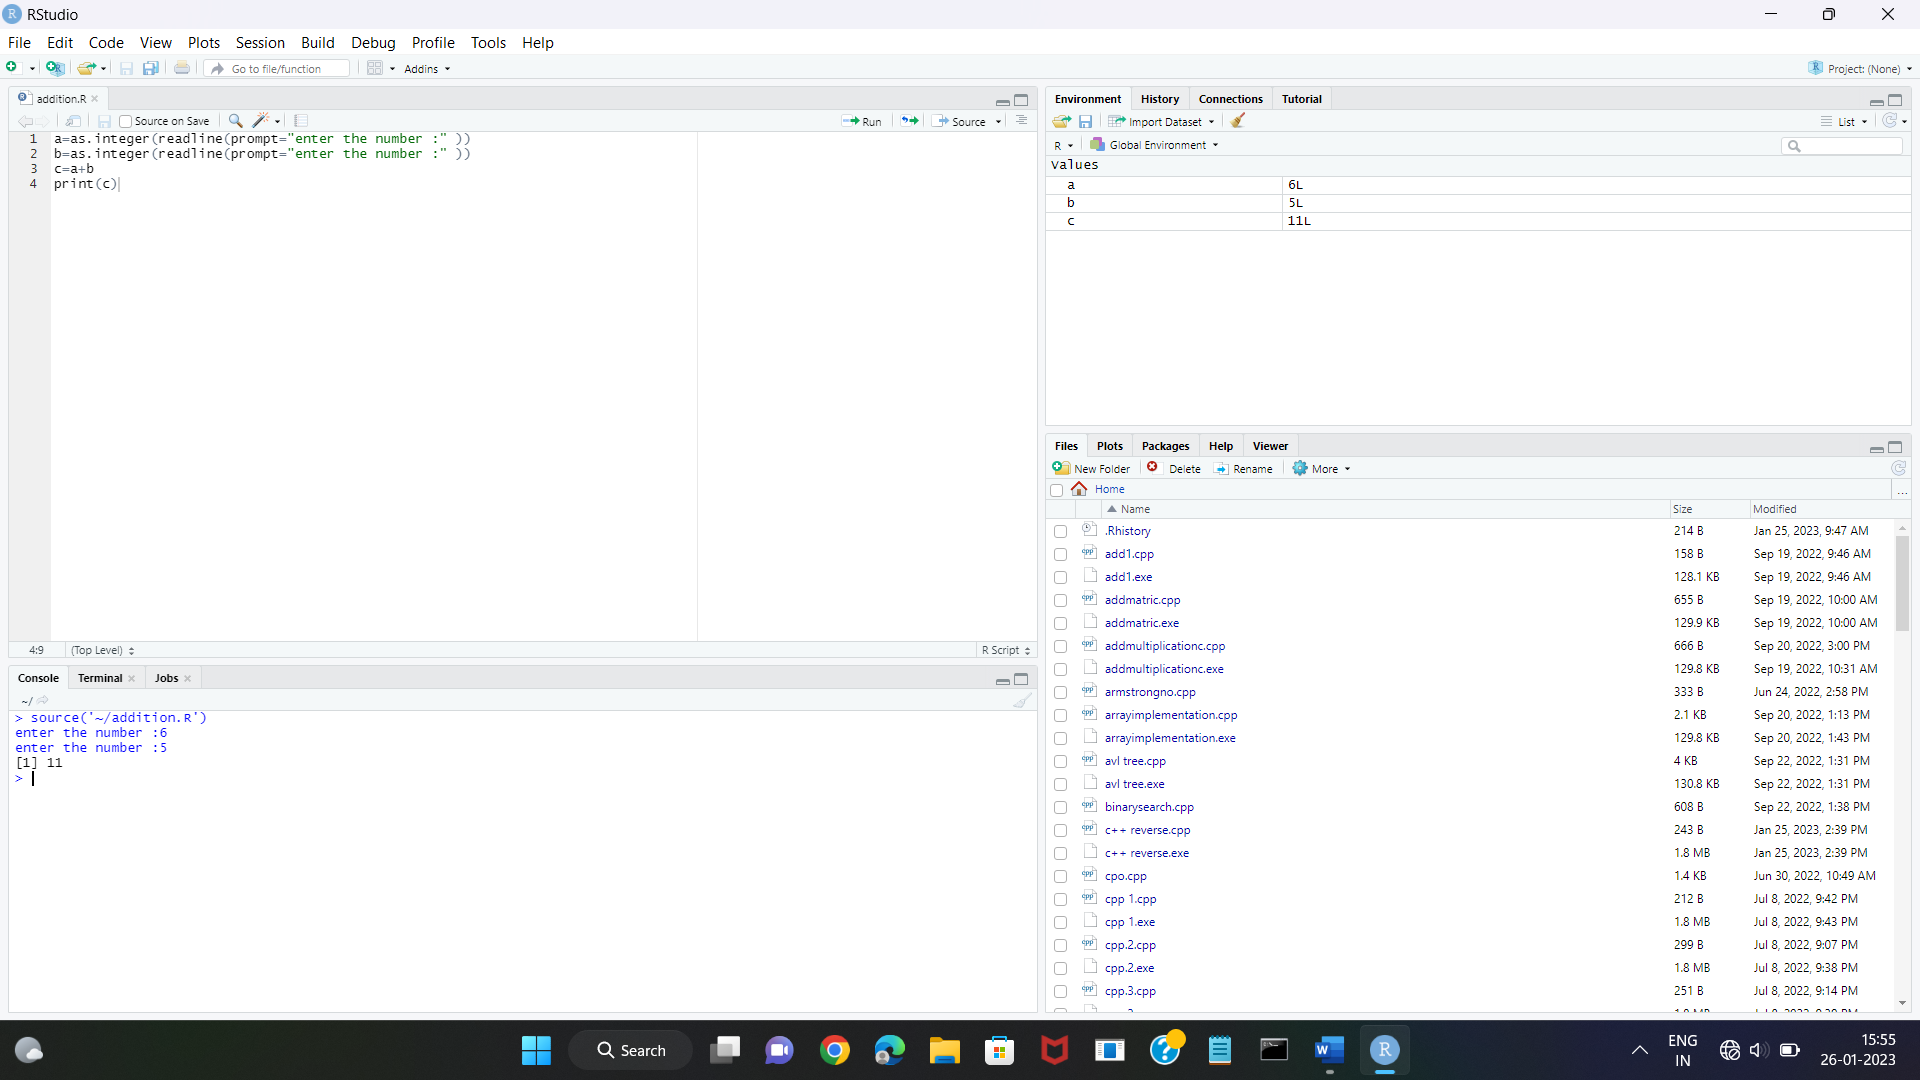 RStudio
File Edit Code View Plots Session Build Debug Profile Tools Help
Go to file/function Addins Project: (None)
addition.R
Source on Save Run Source
1 a=as.integer(readline(prompt="enter the number :" ))
2 b=as.integer(readline(prompt="enter the number :" ))
3 c=a+b
4 print(c)
4:9 (Top Level) R Script
Console Terminal Jobs
~/
> source('~/addition.R')
enter the number :6
enter the number :5
[1] 11
>
Environment History Connections Tutorial
Import Dataset List
R Global Environment
Values
a 6L
b 5L
c 11L
Files Plots Packages Help Viewer
New Folder Delete Rename More
Home ...
Name Size Modified
.Rhistory 214 B Jan 25, 2023, 9:47 AM
add1.cpp 158 B Sep 19, 2022, 9:46 AM
add1.exe 128.1 KB Sep 19, 2022, 9:46 AM
addmatric.cpp 655 B Sep 19, 2022, 10:00 AM
addmatric.exe 129.9 KB Sep 19, 2022, 10:00 AM
addmultiplicationc.cpp 666 B Sep 20, 2022, 3:00 PM
addmultiplicationc.exe 129.8 KB Sep 19, 2022, 10:31 AM
armstrongno.cpp 333 B Jun 24, 2022, 2:58 PM
arrayimplementation.cpp 2.1 KB Sep 20, 2022, 1:13 PM
arrayimplementation.exe 129.8 KB Sep 20, 2022, 1:43 PM
avl tree.cpp 4 KB Sep 22, 2022, 1:31 PM
avl tree.exe 130.8 KB Sep 22, 2022, 1:31 PM
binarysearch.cpp 608 B Sep 22, 2022, 1:38 PM
c++ reverse.cpp 243 B Jan 25, 2023, 2:39 PM
c++ reverse.exe 1.8 MB Jan 25, 2023, 2:39 PM
cpo.cpp 1.4 KB Jun 30, 2022, 10:49 AM
cpp 1.cpp 212 B Jul 8, 2022, 9:42 PM
cpp 1.exe 1.8 MB Jul 8, 2022, 9:43 PM
cpp.2.cpp 299 B Jul 8, 2022, 9:07 PM
cpp.2.exe 1.8 MB Jul 8, 2022, 9:38 PM
cpp.3.cpp 251 B Jul 8, 2022, 9:14 PM
Search
ENG
IN
15:55
26-01-2023